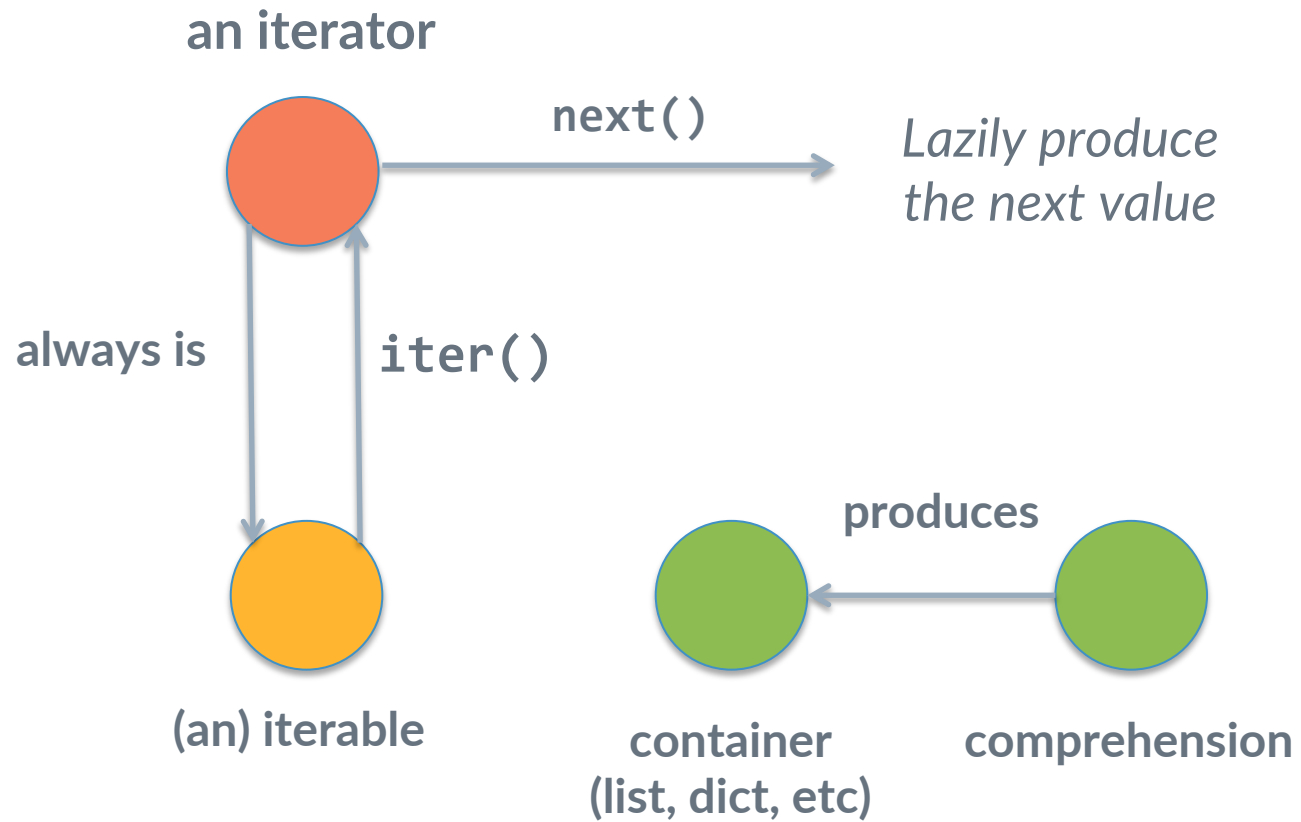 an iterator
next()
Lazily produce
the next value
always is
iter()
produces
(an) iterable
container
(list, dict, etc)
comprehension